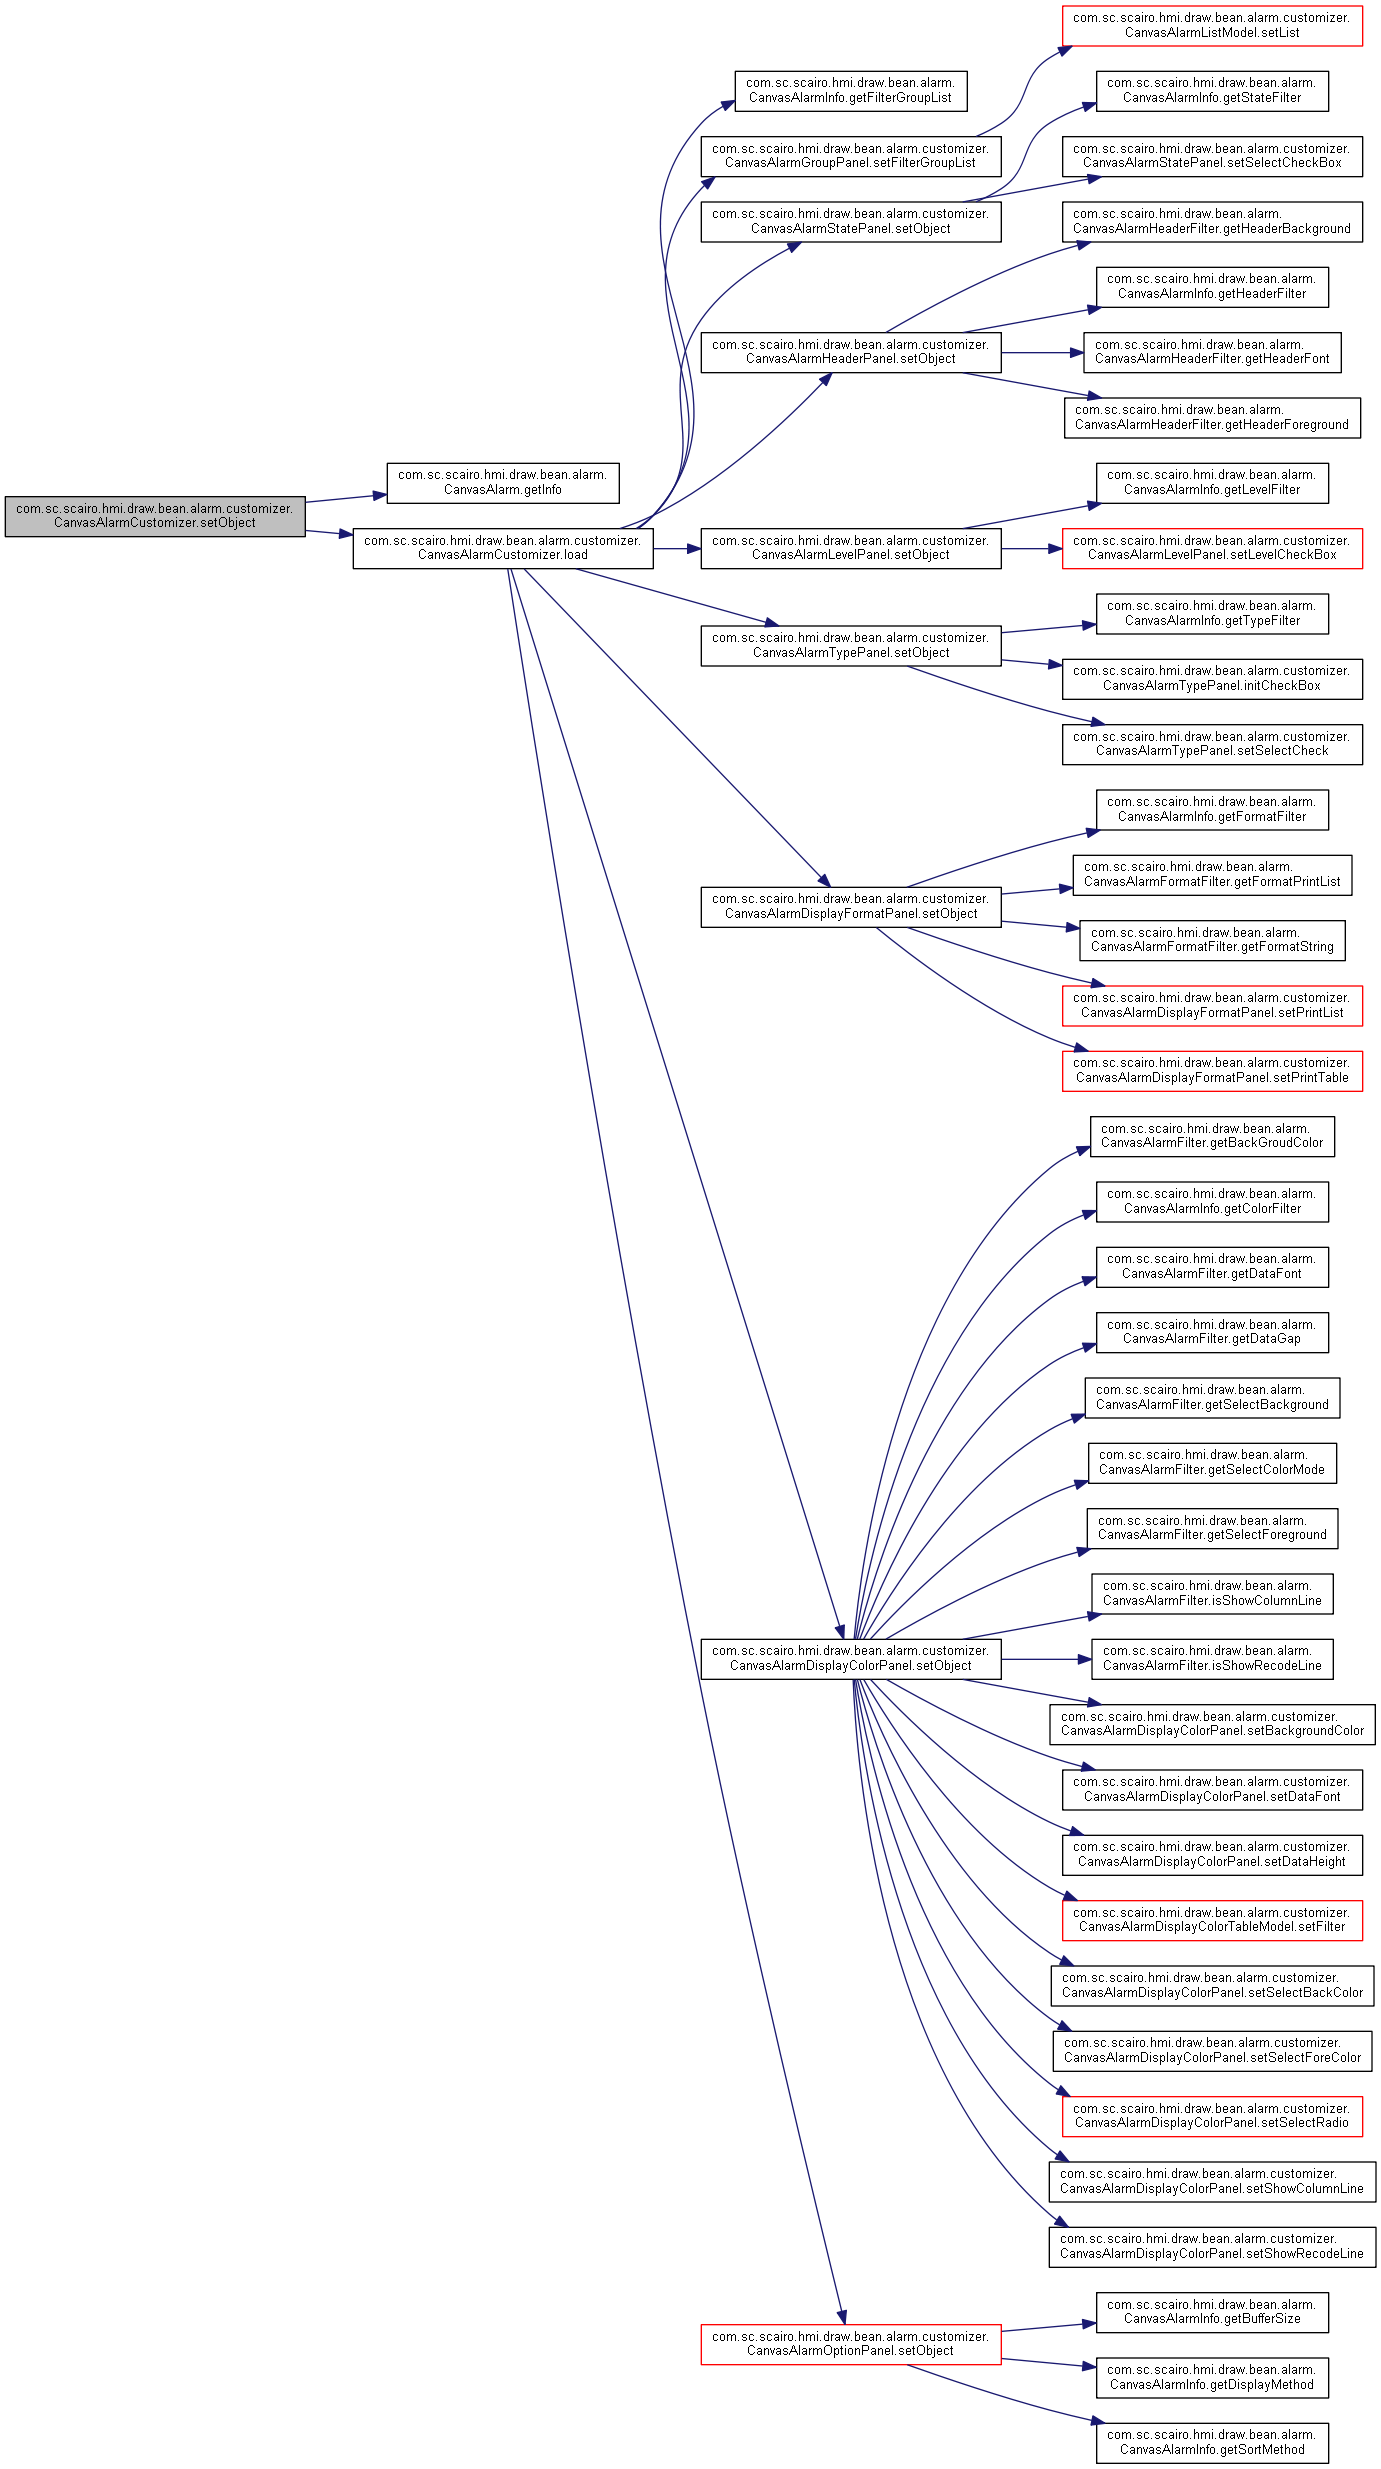 com.sc.scairo.hmi.draw.bean.alarm.customizer.
CanvasAlarmCustomizer.setObject
com.sc.scairo.hmi.draw.bean.alarm.
CanvasAlarm.getInfo
com.sc.scairo.hmi.draw.bean.alarm.customizer.
CanvasAlarmCustomizer.load
com.sc.scairo.hmi.draw.bean.alarm.
CanvasAlarmInfo.getFilterGroupList
com.sc.scairo.hmi.draw.bean.alarm.customizer.
CanvasAlarmGroupPanel.setFilterGroupList
com.sc.scairo.hmi.draw.bean.alarm.customizer.
CanvasAlarmStatePanel.setObject
com.sc.scairo.hmi.draw.bean.alarm.customizer.
CanvasAlarmHeaderPanel.setObject
com.sc.scairo.hmi.draw.bean.alarm.customizer.
CanvasAlarmLevelPanel.setObject
com.sc.scairo.hmi.draw.bean.alarm.customizer.
CanvasAlarmTypePanel.setObject
com.sc.scairo.hmi.draw.bean.alarm.customizer.
CanvasAlarmDisplayFormatPanel.setObject
com.sc.scairo.hmi.draw.bean.alarm.customizer.
CanvasAlarmDisplayColorPanel.setObject
com.sc.scairo.hmi.draw.bean.alarm.customizer.
CanvasAlarmOptionPanel.setObject
com.sc.scairo.hmi.draw.bean.alarm.customizer.
CanvasAlarmListModel.setList
com.sc.scairo.hmi.draw.bean.alarm.
CanvasAlarmInfo.getStateFilter
com.sc.scairo.hmi.draw.bean.alarm.customizer.
CanvasAlarmStatePanel.setSelectCheckBox
com.sc.scairo.hmi.draw.bean.alarm.
CanvasAlarmHeaderFilter.getHeaderBackground
com.sc.scairo.hmi.draw.bean.alarm.
CanvasAlarmInfo.getHeaderFilter
com.sc.scairo.hmi.draw.bean.alarm.
CanvasAlarmHeaderFilter.getHeaderFont
com.sc.scairo.hmi.draw.bean.alarm.
CanvasAlarmHeaderFilter.getHeaderForeground
com.sc.scairo.hmi.draw.bean.alarm.
CanvasAlarmInfo.getLevelFilter
com.sc.scairo.hmi.draw.bean.alarm.customizer.
CanvasAlarmLevelPanel.setLevelCheckBox
com.sc.scairo.hmi.draw.bean.alarm.
CanvasAlarmInfo.getTypeFilter
com.sc.scairo.hmi.draw.bean.alarm.customizer.
CanvasAlarmTypePanel.initCheckBox
com.sc.scairo.hmi.draw.bean.alarm.customizer.
CanvasAlarmTypePanel.setSelectCheck
com.sc.scairo.hmi.draw.bean.alarm.
CanvasAlarmInfo.getFormatFilter
com.sc.scairo.hmi.draw.bean.alarm.
CanvasAlarmFormatFilter.getFormatPrintList
com.sc.scairo.hmi.draw.bean.alarm.
CanvasAlarmFormatFilter.getFormatString
com.sc.scairo.hmi.draw.bean.alarm.customizer.
CanvasAlarmDisplayFormatPanel.setPrintList
com.sc.scairo.hmi.draw.bean.alarm.customizer.
CanvasAlarmDisplayFormatPanel.setPrintTable
com.sc.scairo.hmi.draw.bean.alarm.
CanvasAlarmFilter.getBackGroudColor
com.sc.scairo.hmi.draw.bean.alarm.
CanvasAlarmInfo.getColorFilter
com.sc.scairo.hmi.draw.bean.alarm.
CanvasAlarmFilter.getDataFont
com.sc.scairo.hmi.draw.bean.alarm.
CanvasAlarmFilter.getDataGap
com.sc.scairo.hmi.draw.bean.alarm.
CanvasAlarmFilter.getSelectBackground
com.sc.scairo.hmi.draw.bean.alarm.
CanvasAlarmFilter.getSelectColorMode
com.sc.scairo.hmi.draw.bean.alarm.
CanvasAlarmFilter.getSelectForeground
com.sc.scairo.hmi.draw.bean.alarm.
CanvasAlarmFilter.isShowColumnLine
com.sc.scairo.hmi.draw.bean.alarm.
CanvasAlarmFilter.isShowRecodeLine
com.sc.scairo.hmi.draw.bean.alarm.customizer.
CanvasAlarmDisplayColorPanel.setBackgroundColor
com.sc.scairo.hmi.draw.bean.alarm.customizer.
CanvasAlarmDisplayColorPanel.setDataFont
com.sc.scairo.hmi.draw.bean.alarm.customizer.
CanvasAlarmDisplayColorPanel.setDataHeight
com.sc.scairo.hmi.draw.bean.alarm.customizer.
CanvasAlarmDisplayColorTableModel.setFilter
com.sc.scairo.hmi.draw.bean.alarm.customizer.
CanvasAlarmDisplayColorPanel.setSelectBackColor
com.sc.scairo.hmi.draw.bean.alarm.customizer.
CanvasAlarmDisplayColorPanel.setSelectForeColor
com.sc.scairo.hmi.draw.bean.alarm.customizer.
CanvasAlarmDisplayColorPanel.setSelectRadio
com.sc.scairo.hmi.draw.bean.alarm.customizer.
CanvasAlarmDisplayColorPanel.setShowColumnLine
com.sc.scairo.hmi.draw.bean.alarm.customizer.
CanvasAlarmDisplayColorPanel.setShowRecodeLine
com.sc.scairo.hmi.draw.bean.alarm.
CanvasAlarmInfo.getBufferSize
com.sc.scairo.hmi.draw.bean.alarm.
CanvasAlarmInfo.getDisplayMethod
com.sc.scairo.hmi.draw.bean.alarm.
CanvasAlarmInfo.getSortMethod